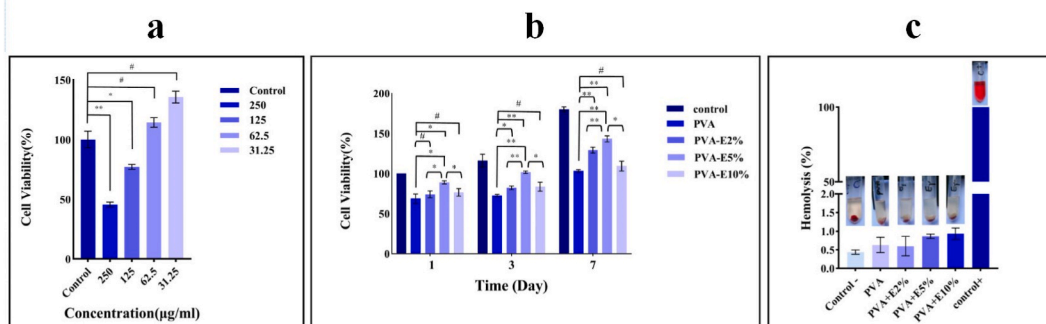 a
b
c
150
100
50
0
Cell Viability(%)
#
#
*
**
Control
250
125
62.5
31.25
Control
250
125
62.5
31.25
Concentration(µg/ml)
200
150
100
50
0
Cell Viability(%)
#
*
#
*
*
*
#
**
*
**
**
*
#
**
**
**
**
*
control
PVA
PVA-E2%
PVA-E5%
PVA-E10%
1
3
7
Time (Day)
100
50
2.0
1.5
1.0
0.5
0.0
Hemolysis (%)
Control -
PVA
PVA+E2%
PVA+E5%
PVA+E10%
control+